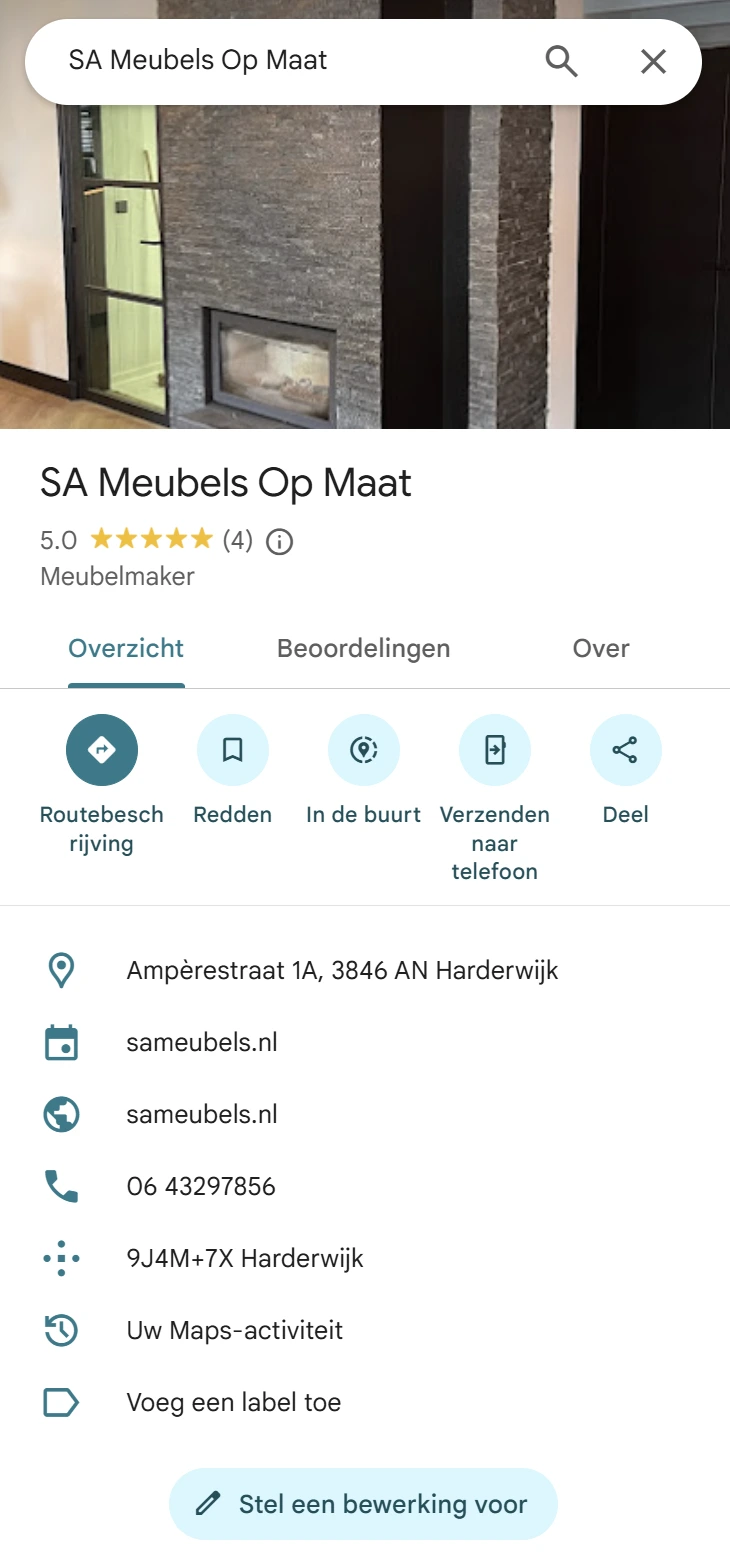 SA Meubels Op Maat
SA Meubels Op Maat
5.0 (4)
Meubelmaker
Overzicht Beoordelingen Over
Routebesch
rijving
Redden
In de buurt
Verzenden
naar
telefoon
Deel
Ampèrestraat 1A, 3846 AN Harderwijk
sameubels.nl
sameubels.nl
06 43297856
9J4M+7X Harderwijk
Uw Maps-activiteit
Voeg een label toe
Stel een bewerking voor